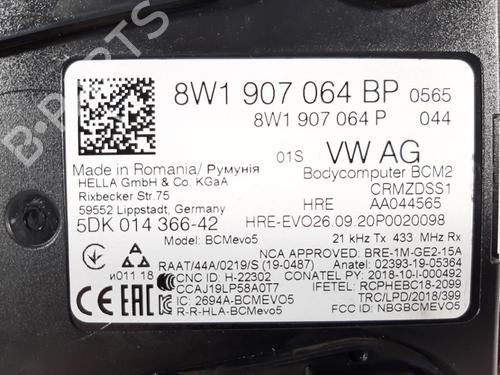 B-PARTS
8W1 907 064 BP 0565
8W1 907 064 P 044
01S VW AG
Made in Romania/ Румунія Bodycomputer BCM2
HELLA GmbH & Co. KGaA CRMZDSS1
Rixbecker Str.75 HRE AA044565
59552 Lippstadt, Germany
5DK 014 366-42 HRE-EVO26.09.20P0020098
Model: BCMevo5 21 kHz Tx 433 MHz Rx
NCA APPROVED: BRE-1M-GE2-15A
RAAT/44A/0219/S (19-0487) Anatel: 02393-19-05364
и011 18 CNC ID: H-22302 CONATEL PY: 2018-10-I-000492
CCAJ19LP58A0T7 IFETEL: RCPHEBC18-2099
IC: 2694A-BCMEVO5 TRC/LPD/2018/399
R-R-HLA-BCMevo5 FCC ID: NBGBCMEVO5
CE EAC